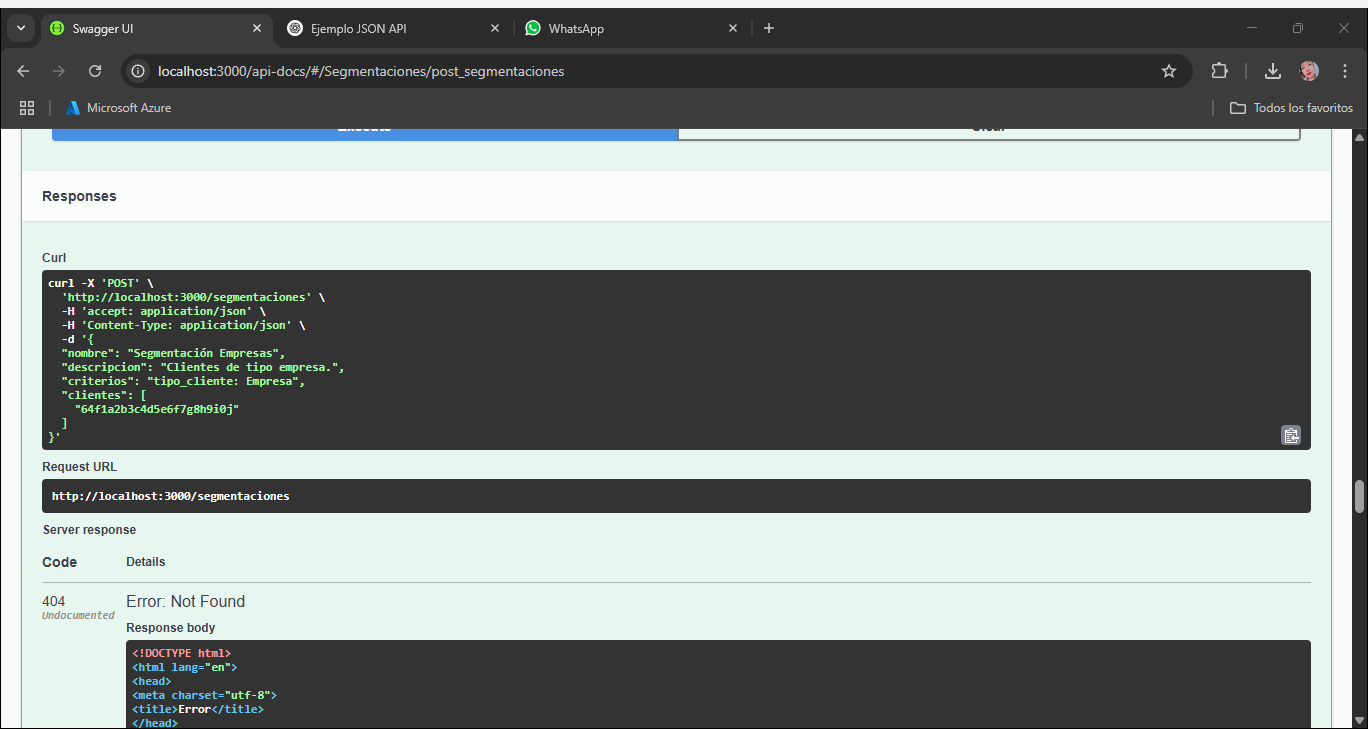 Swagger UI
Ejemplo JSON API
WhatsApp
localhost:3000/api-docs/#/Segmentaciones/post_segmentaciones
Microsoft Azure
Todos los favoritos
Execute
Clear
Responses
Curl
curl -X 'POST' \
'http://localhost:3000/segmentaciones' \
-H 'accept: application/json' \
-H 'Content-Type: application/json' \
-d '{
"nombre": "Segmentación Empresas",
"descripcion": "Clientes de tipo empresa.",
"criterios": "tipo_cliente: Empresa",
"clientes": [
"64f1a2b3c4d5e6f7g8h9i0j"
]
}'
Request URL
http://localhost:3000/segmentaciones
Server response
Code Details
404 Error: Not Found
Undocumented
Response body
<!DOCTYPE html>
<html lang="en">
<head>
<meta charset="utf-8">
<title>Error</title>
</head>